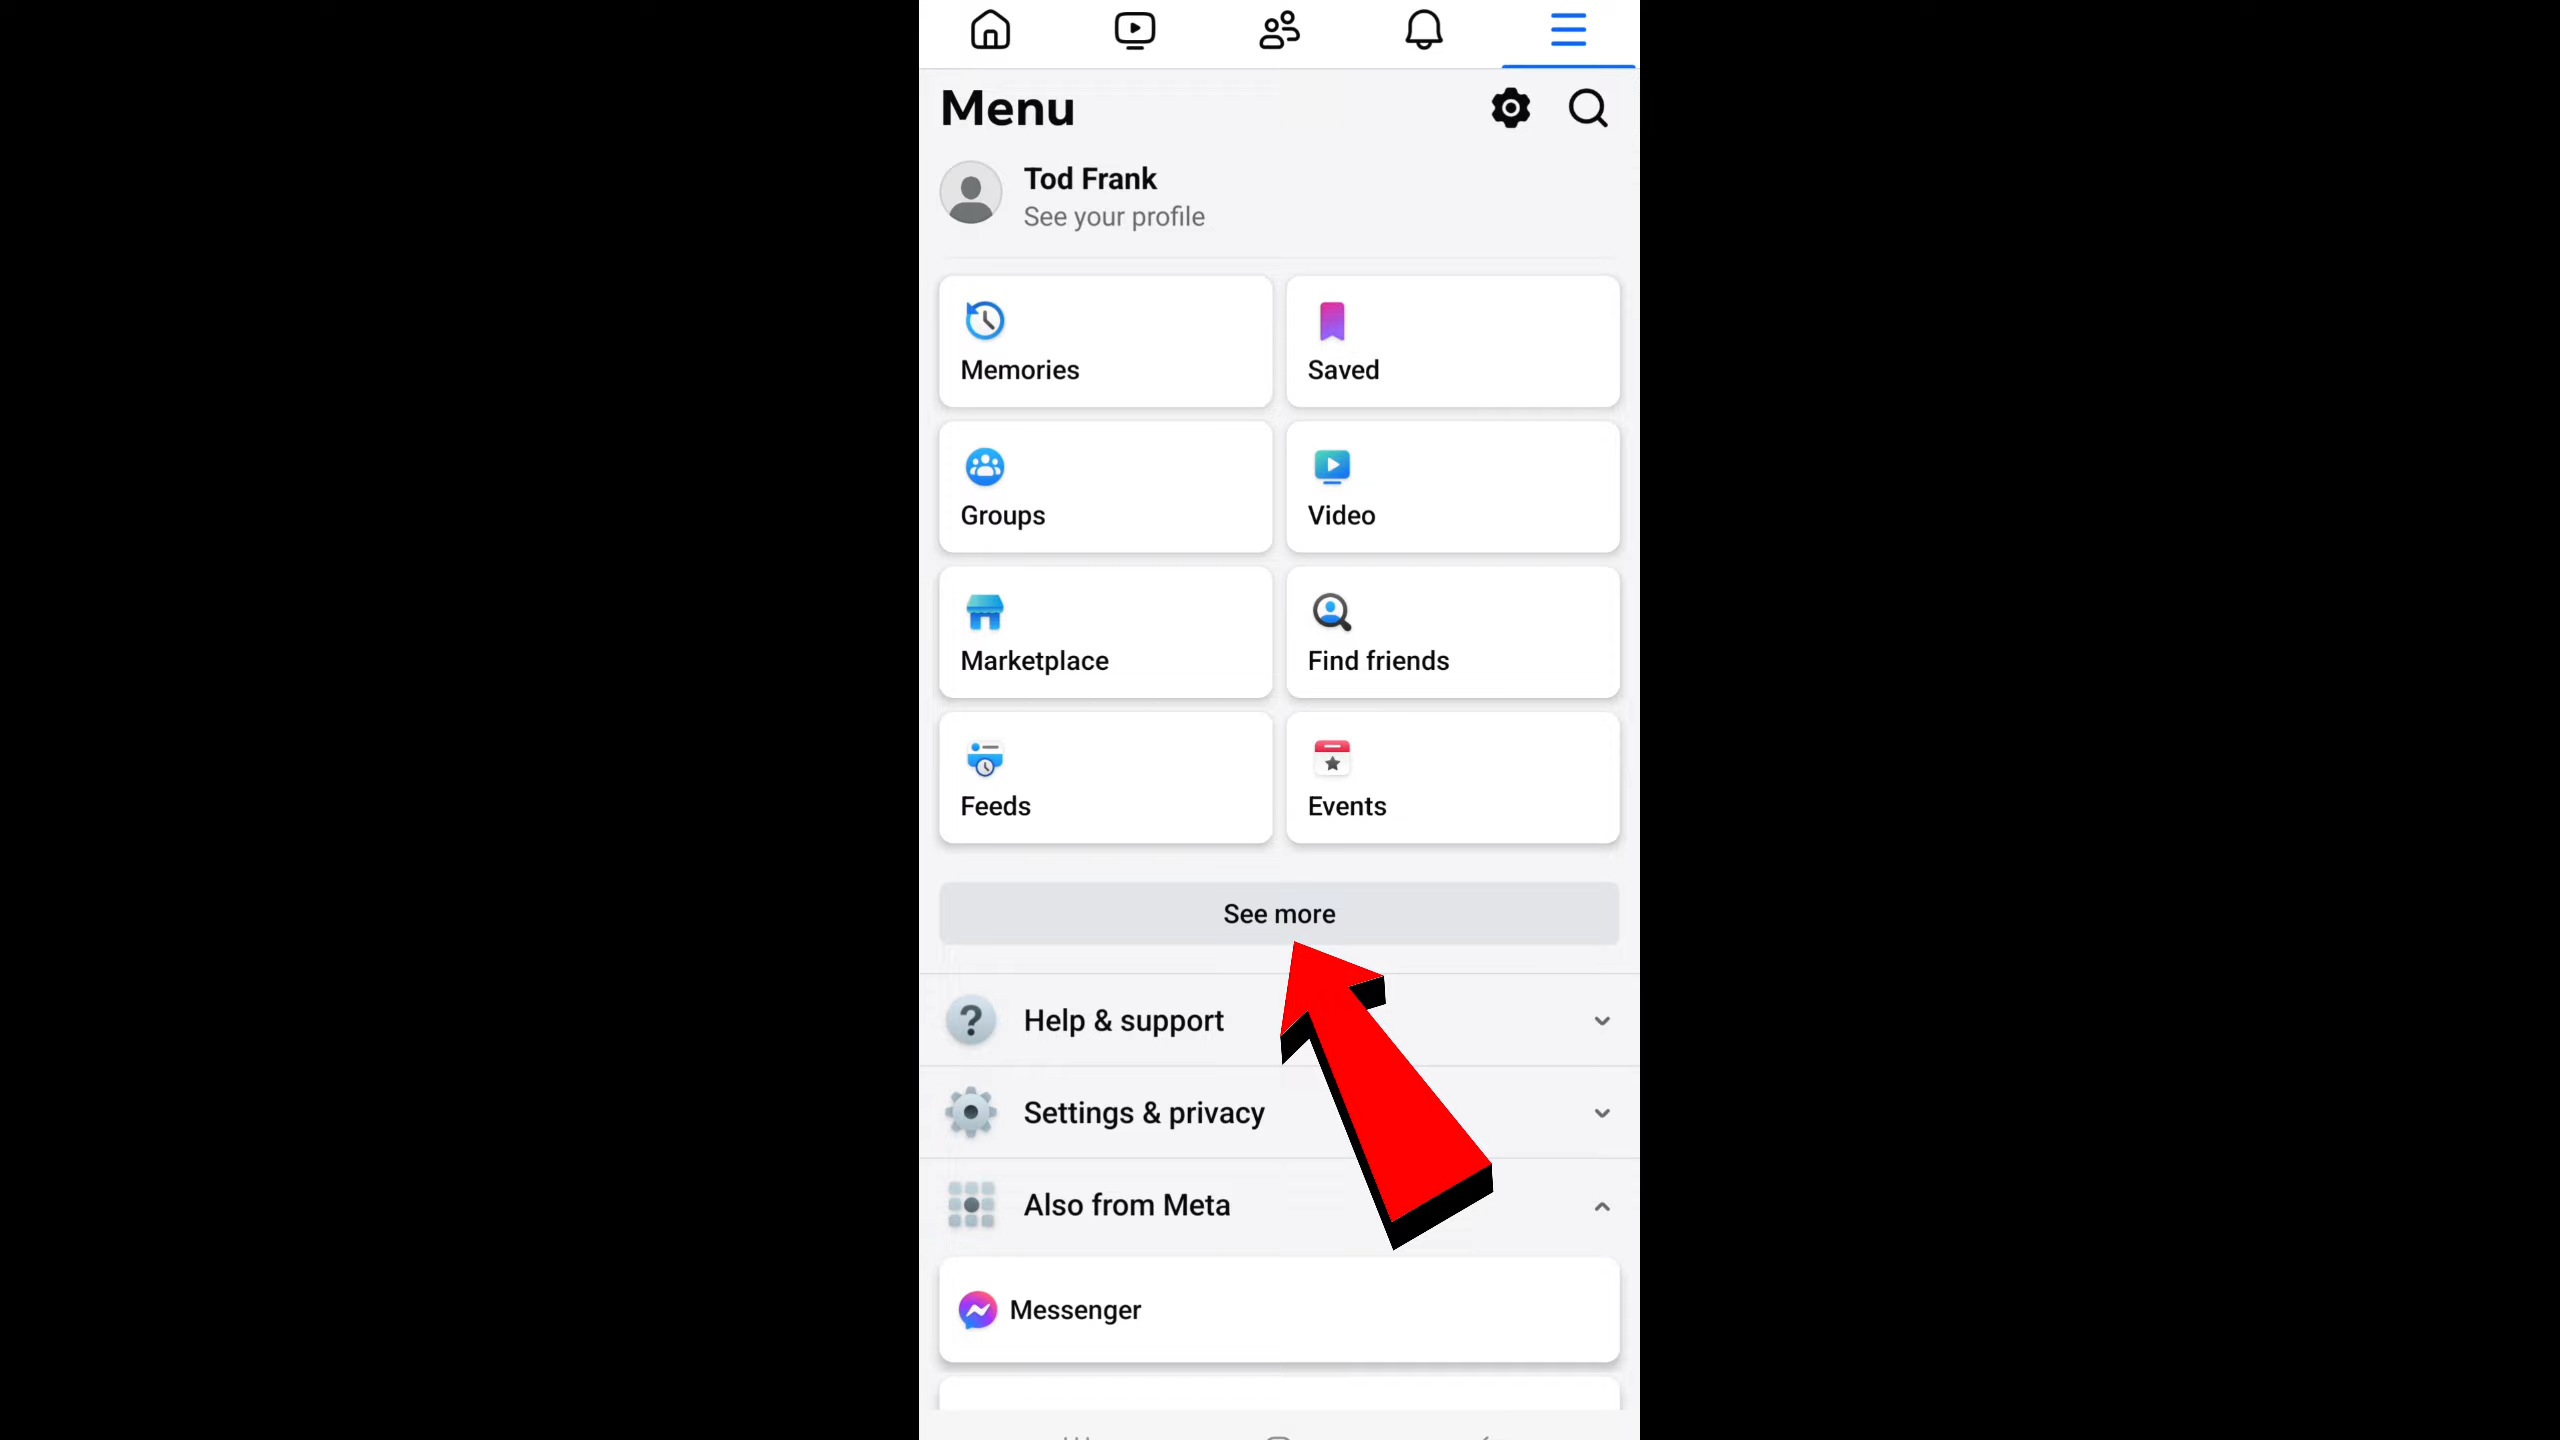 Menu
Tod Frank
See your profile
Memories
Saved
Groups
Video
Marketplace
Find friends
Feeds
Events
See more
Help & support
Settings & privacy
Also from Meta
Messenger